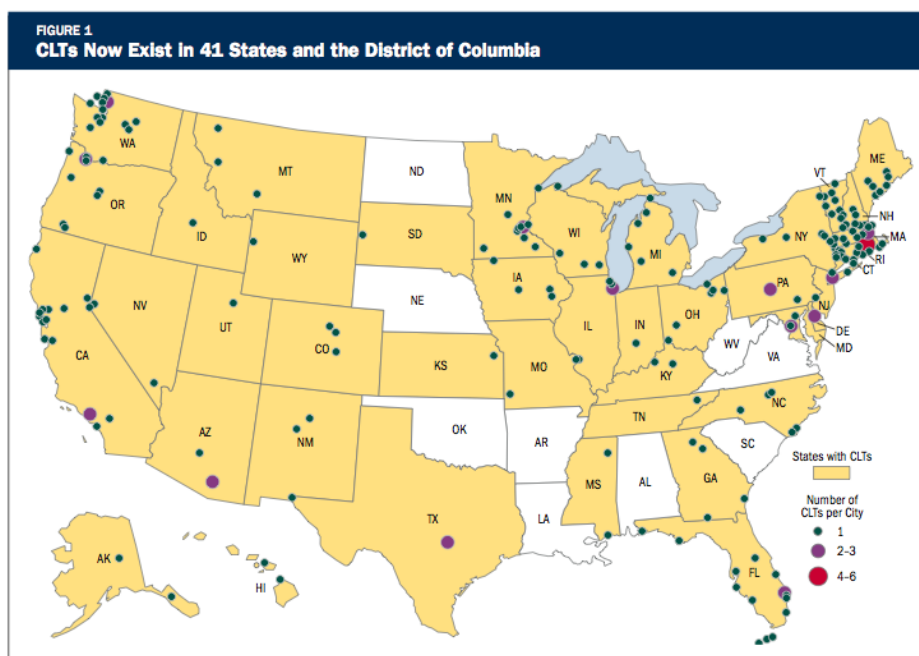 FIGURE 1
CLTs Now Exist in 41 States and the District of Columbia
WA
MT
ND
MN
VT
ME
OR
ID
SD
WI
MI
NY
NH
MA
WY
RI
CT
IA
PA
NE
NJ
NV
OH
UT
IL
IN
DE
CA
CO
MD
WV
KS
MO
VA
KY
NC
TN
AZ
NM
OK
AR
SC
States with CLTs
MS
AL
GA
Number of
CLTs per City
LA
TX
1
2–3
AK
FL
4–6
HI